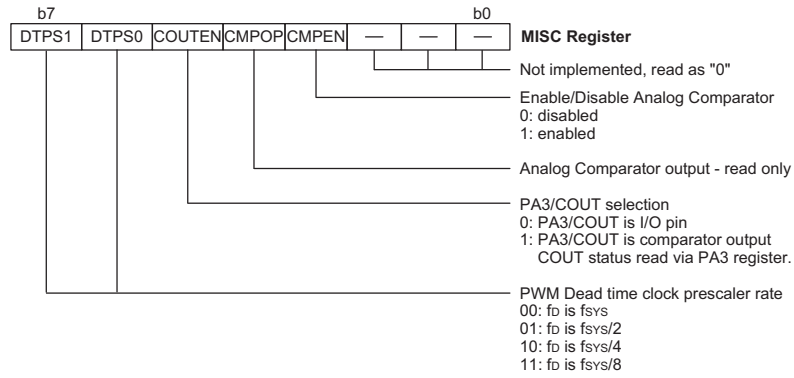 b7 b0
DTPS1 DTPS0 COUTEN CMPOP CMPEN — — — MISC Register
Not implemented, read as "0"
Enable/Disable Analog Comparator
0: disabled
1: enabled
Analog Comparator output - read only
PA3/COUT selection
0: PA3/COUT is I/O pin
1: PA3/COUT is comparator output
COUT status read via PA3 register.
PWM Dead time clock prescaler rate
00: fD is fSYS
01: fD is fSYS/2
10: fD is fSYS/4
11: fD is fSYS/8